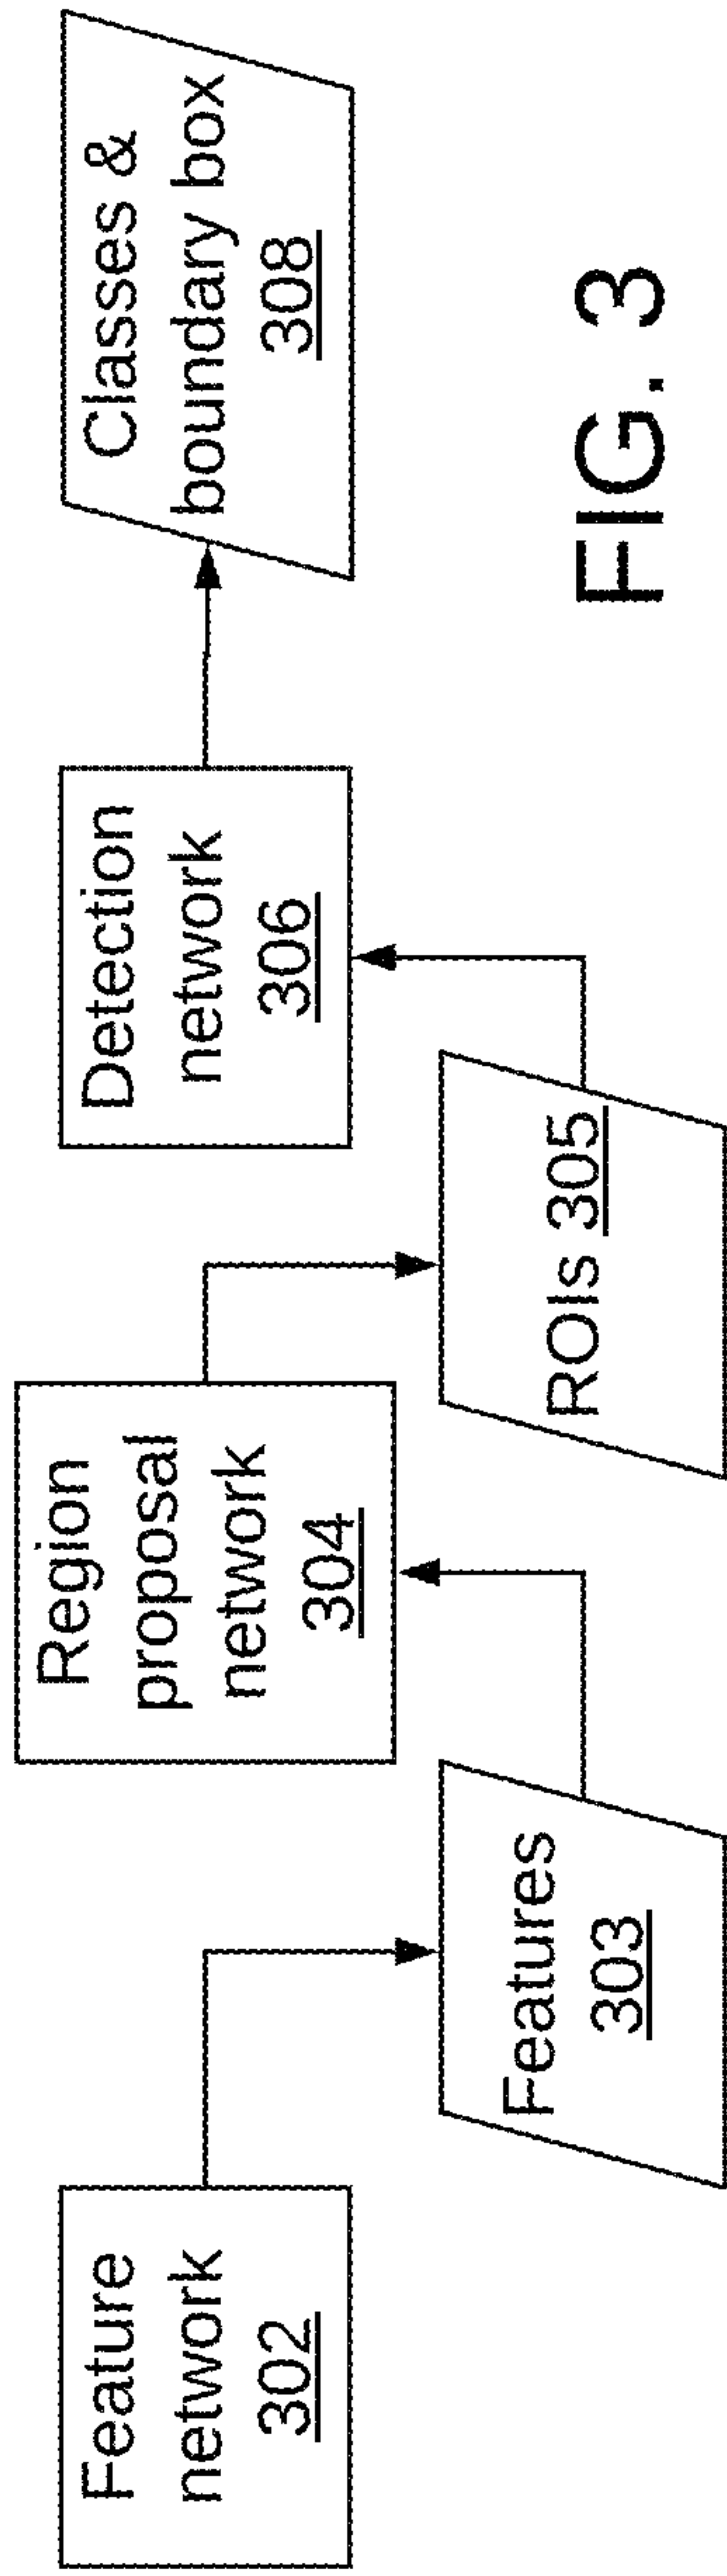 Feature
network
302
Features
303
Region
proposal
network
304
ROIs 305
Detection
network
306
Classes &
boundary box
308
FIG. 3